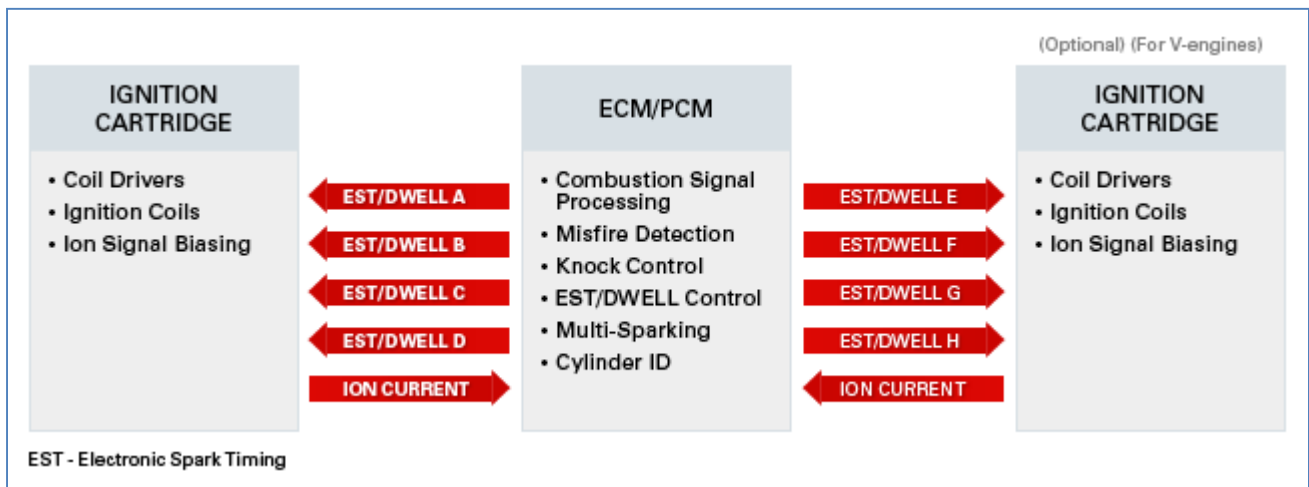 (Optional) (For V-engines)
IGNITION
CARTRIDGE
• Coil Drivers
• Ignition Coils
• Ion Signal Biasing
EST/DWELL A
EST/DWELL B
EST/DWELL C
EST/DWELL D
ION CURRENT
ECM/PCM
• Combustion Signal
Processing
• Misfire Detection
• Knock Control
• EST/DWELL Control
• Multi-Sparking
• Cylinder ID
EST/DWELL E
EST/DWELL F
EST/DWELL G
EST/DWELL H
ION CURRENT
IGNITION
CARTRIDGE
• Coil Drivers
• Ignition Coils
• Ion Signal Biasing
EST - Electronic Spark Timing